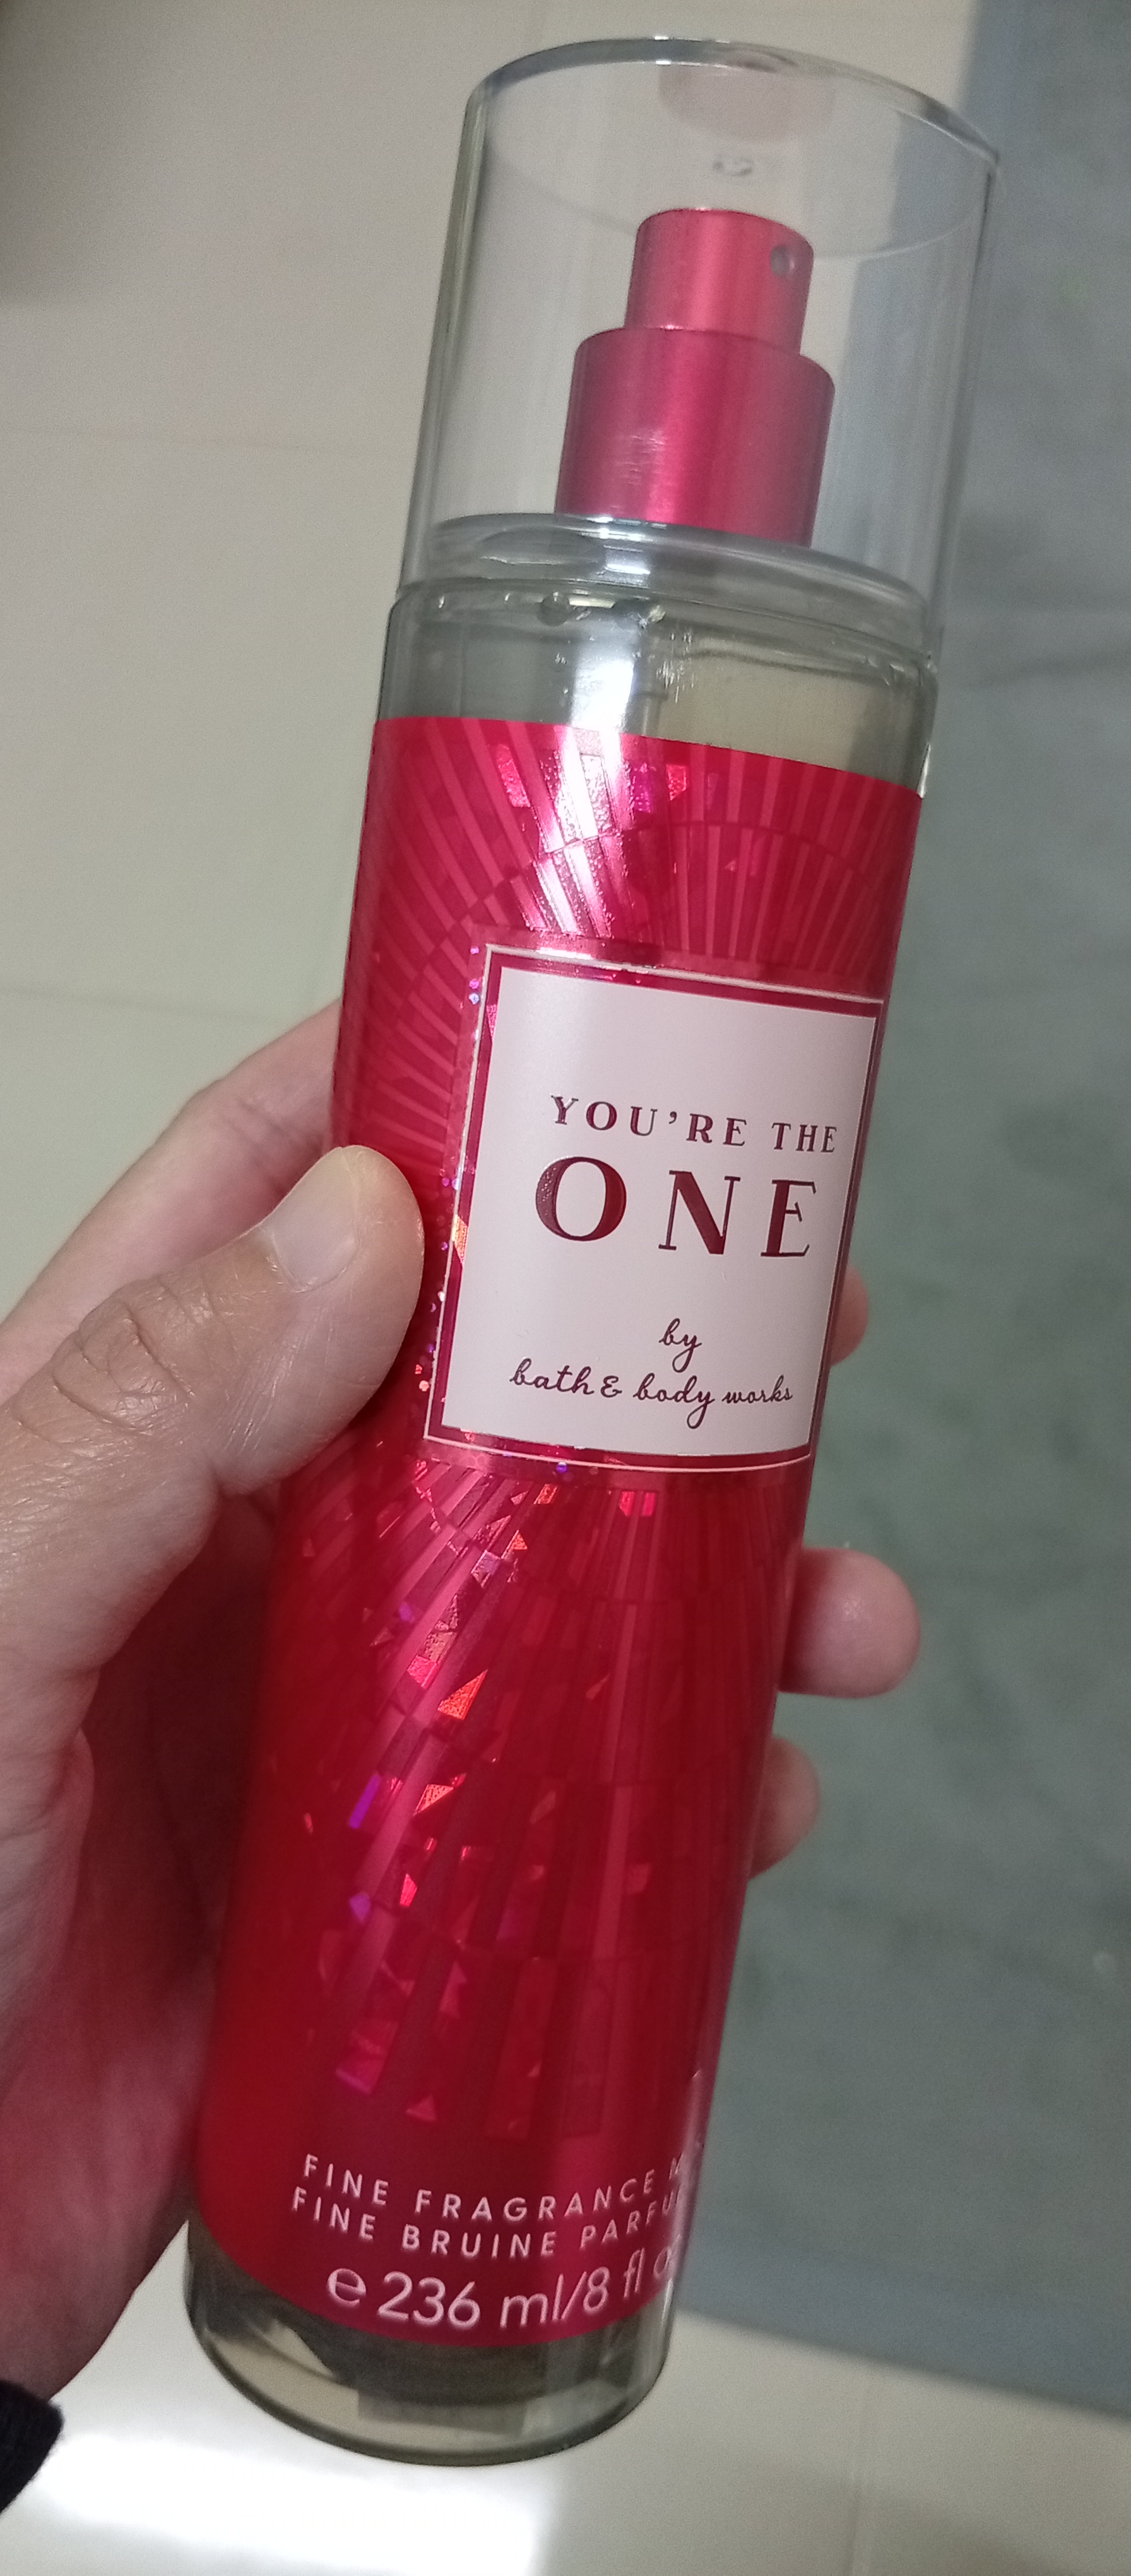 YOU'RE THE
ONE
by
bath & body works
FINE FRAGRANCE
FINE BRUINE
e 236 ml/8 fl